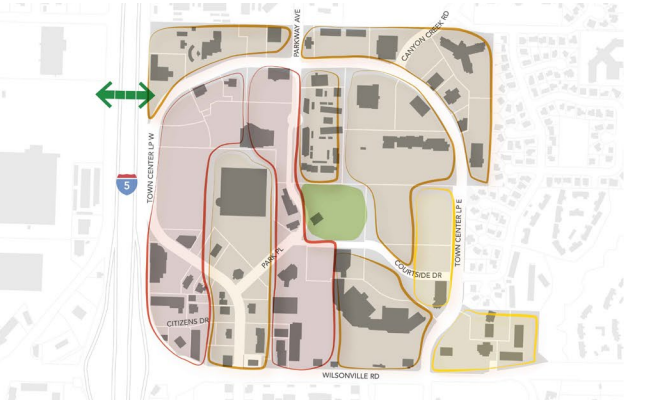 PARKWAY AVE
CANYON CREEK RD
TOWN CENTER LP W
5
TOWN CENTER LP E
PARK PL
COURTSIDE DR
CITIZENS DR
WILSONVILLE RD